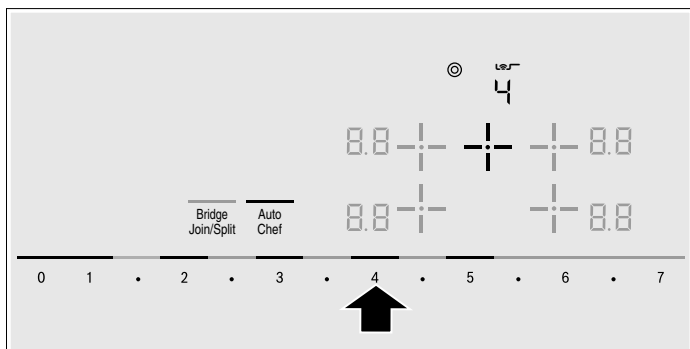 4
8.8 8.8
Bridge Auto
Join/Split Chef
8.8 8.8
0 1 • 2 • 3 • 4 • 5 • 6 • 7